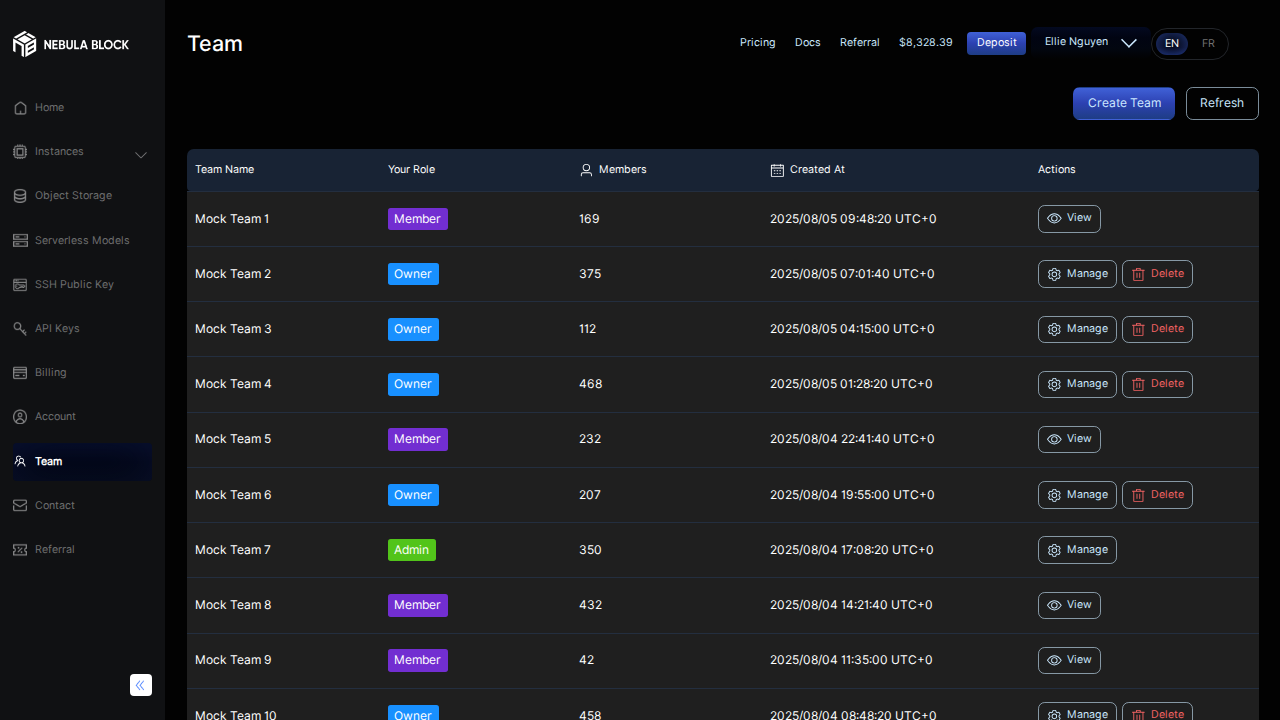 NEBULA BLOCK
Team
Pricing Docs Referral $8,328.39 Deposit Ellie Nguyen EN FR
Home
Instances
Object Storage
Serverless Models
SSH Public Key
API Keys
Billing
Account
Team
Contact
Referral
Create Team Refresh
Team Name Your Role Members Created At Actions
Mock Team 1 Member 169 2025/08/05 09:48:20 UTC+0 View
Mock Team 2 Owner 375 2025/08/05 07:01:40 UTC+0 Manage Delete
Mock Team 3 Owner 112 2025/08/05 04:15:00 UTC+0 Manage Delete
Mock Team 4 Owner 468 2025/08/05 01:28:20 UTC+0 Manage Delete
Mock Team 5 Member 232 2025/08/04 22:41:40 UTC+0 View
Mock Team 6 Owner 207 2025/08/04 19:55:00 UTC+0 Manage Delete
Mock Team 7 Admin 350 2025/08/04 17:08:20 UTC+0 Manage
Mock Team 8 Member 432 2025/08/04 14:21:40 UTC+0 View
Mock Team 9 Member 42 2025/08/04 11:35:00 UTC+0 View
Mock Team 10 Owner 458 2025/08/04 08:48:20 UTC+0 Manage Delete